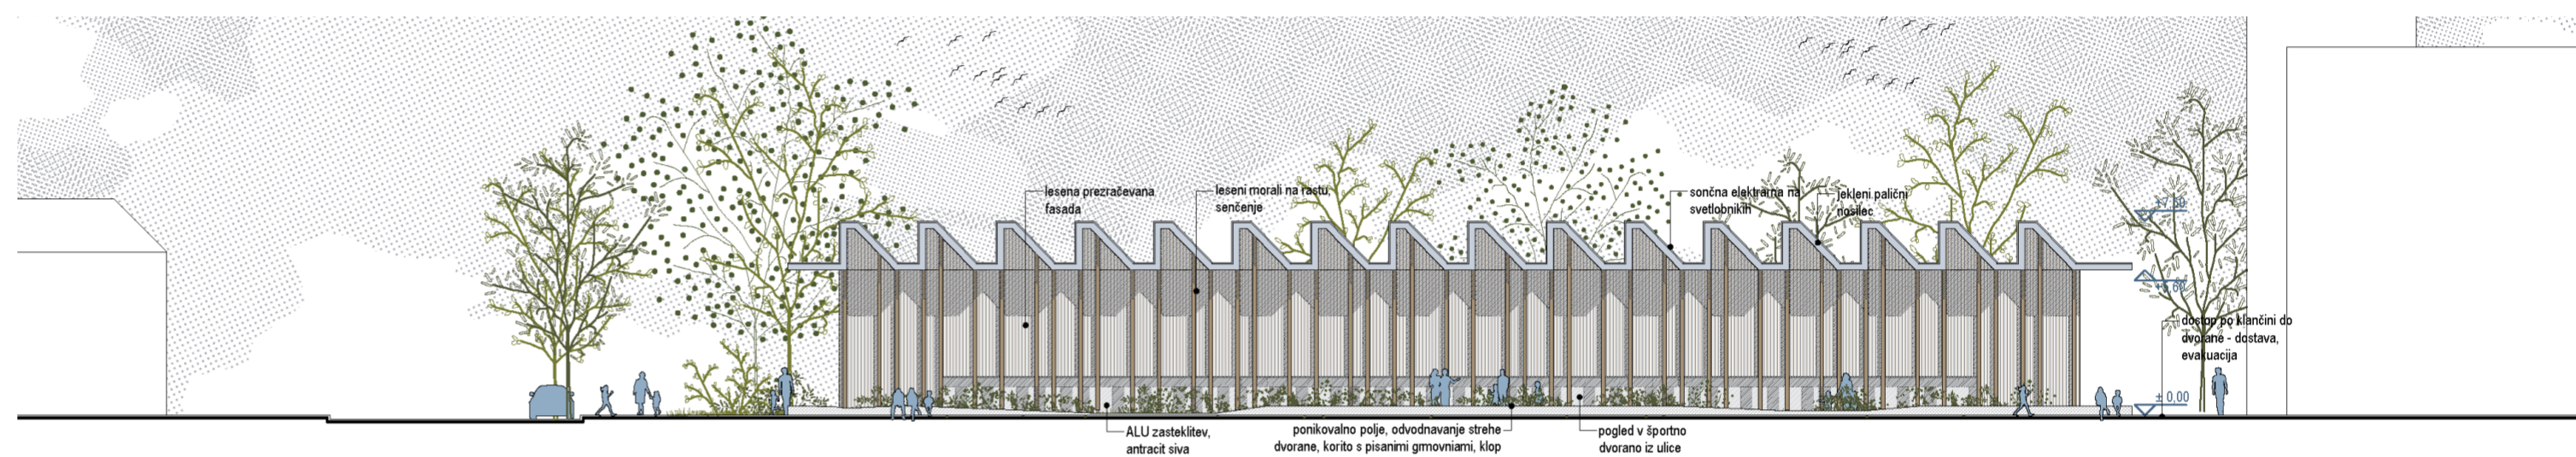 lesena prezračevana
fasada
leseni morali na rastu,
senčenje
sončna elektrarna na
svetlobnikih
jekleni palični
nosilec
+7,50
+5,60
dostop po klančini do
dvorane - dostava,
evakuacija
± 0,00
ALU zasteklitev,
antracit siva
ponikovalno polje, odvodnavanje strehe
dvorane, korito s pisanimi grmovniami, klop
pogled v športno
dvorano iz ulice